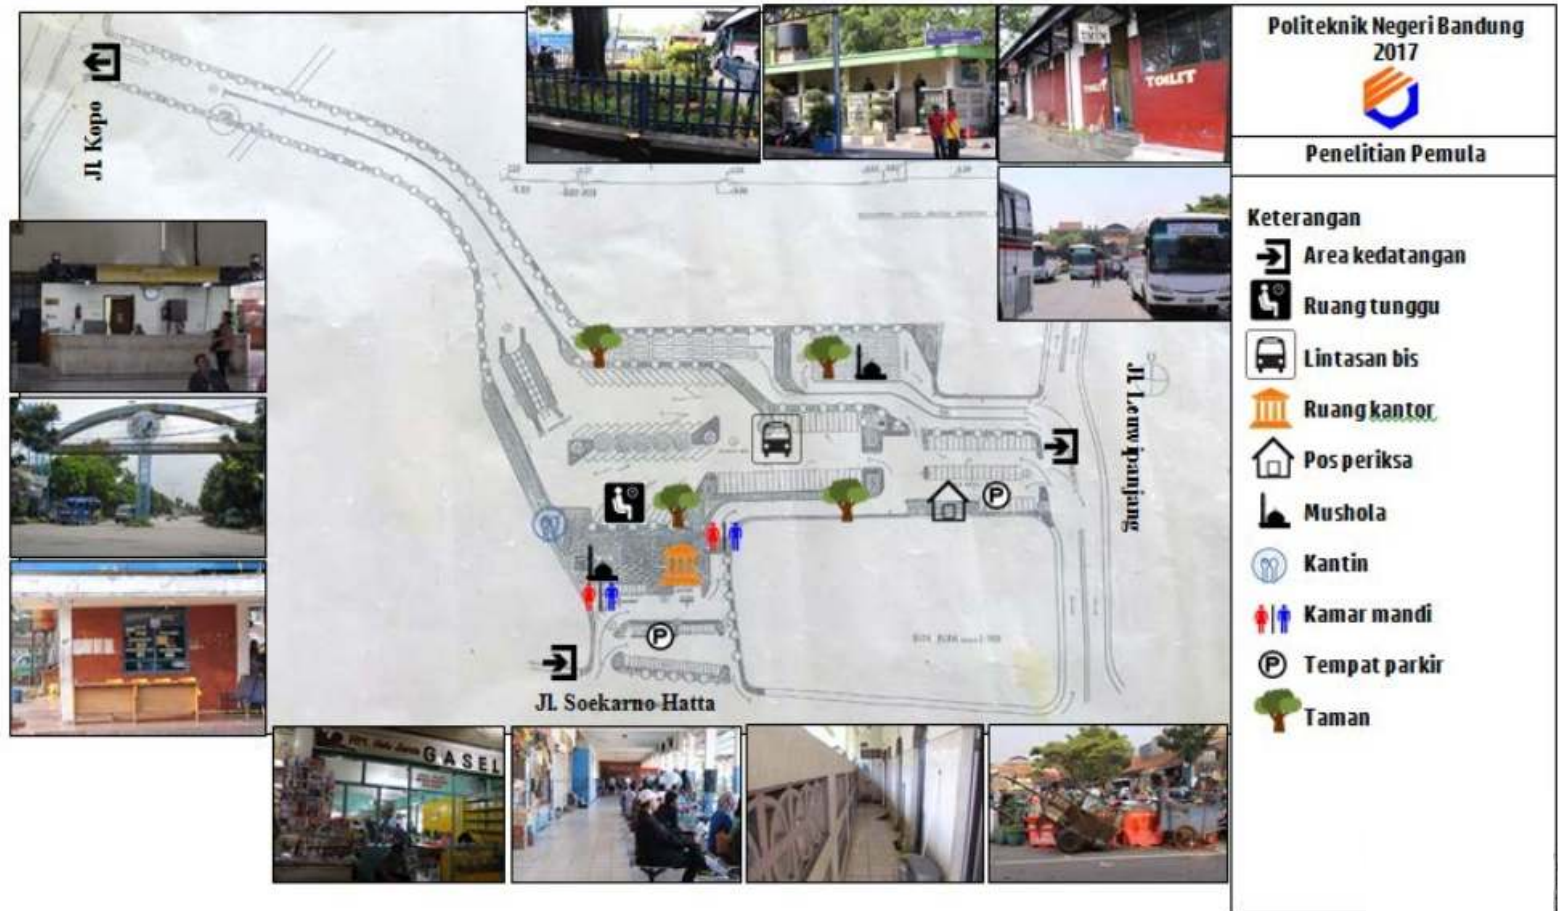 Politeknik Negeri Bandung
2017
Penelitian Pemula
Keterangan
Area kedatangan
Ruang tunggu
Lintasan bis
Ruang kantor
Pos periksa
Mushola
Kantin
Kamar mandi
P
Tempat parkir
Taman
Jl. Kopo
Jl. Leuwipanjang
P
P
Jl. Soekarno Hatta
TOILET
TOILET
GASEL